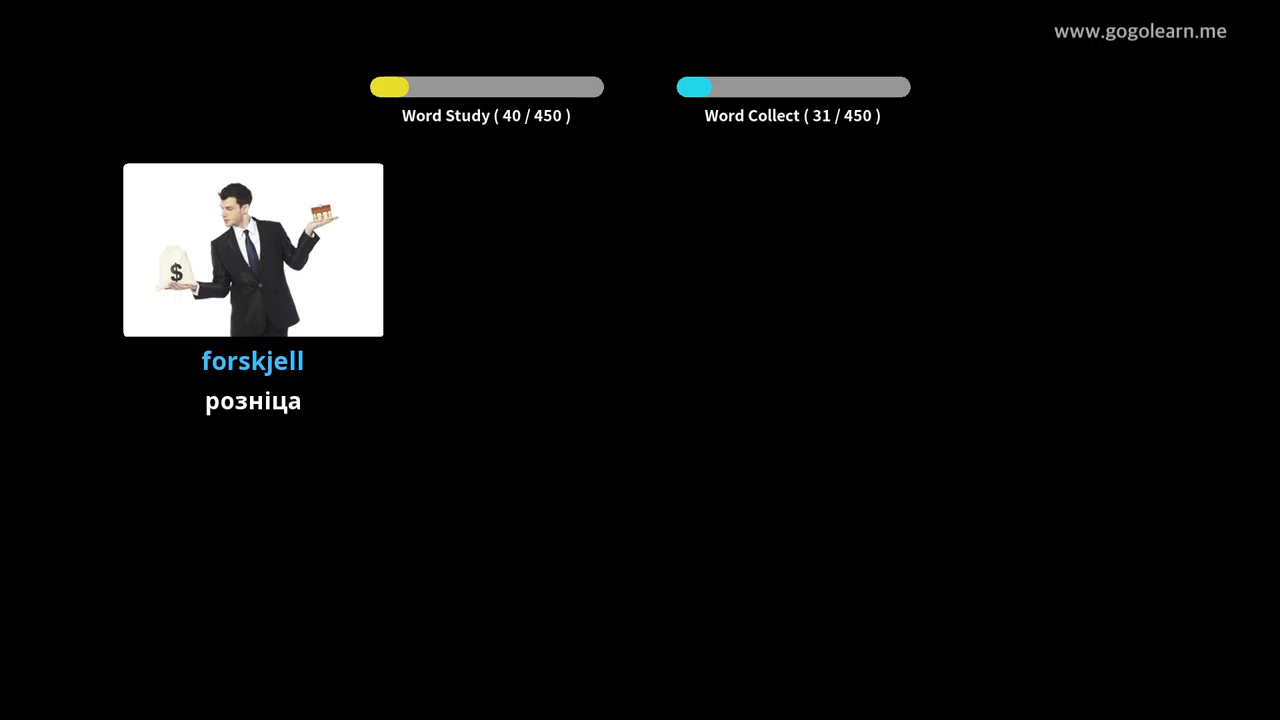 www.gogolearn.me
Word Study ( 40 / 450 )
Word Collect ( 31 / 450 )
$
forskjell
розніца